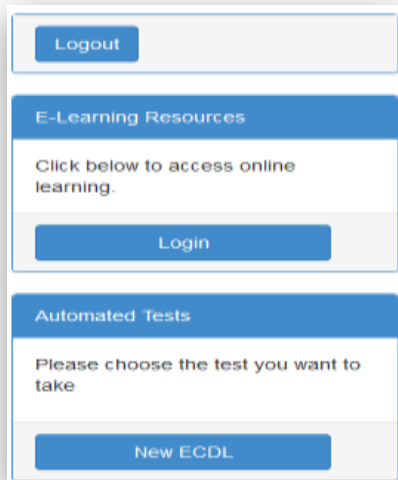 Logout
E-Learning Resources
Click below to access online
learning.
Login
Automated Tests
Please choose the test you want to
take
New ECDL